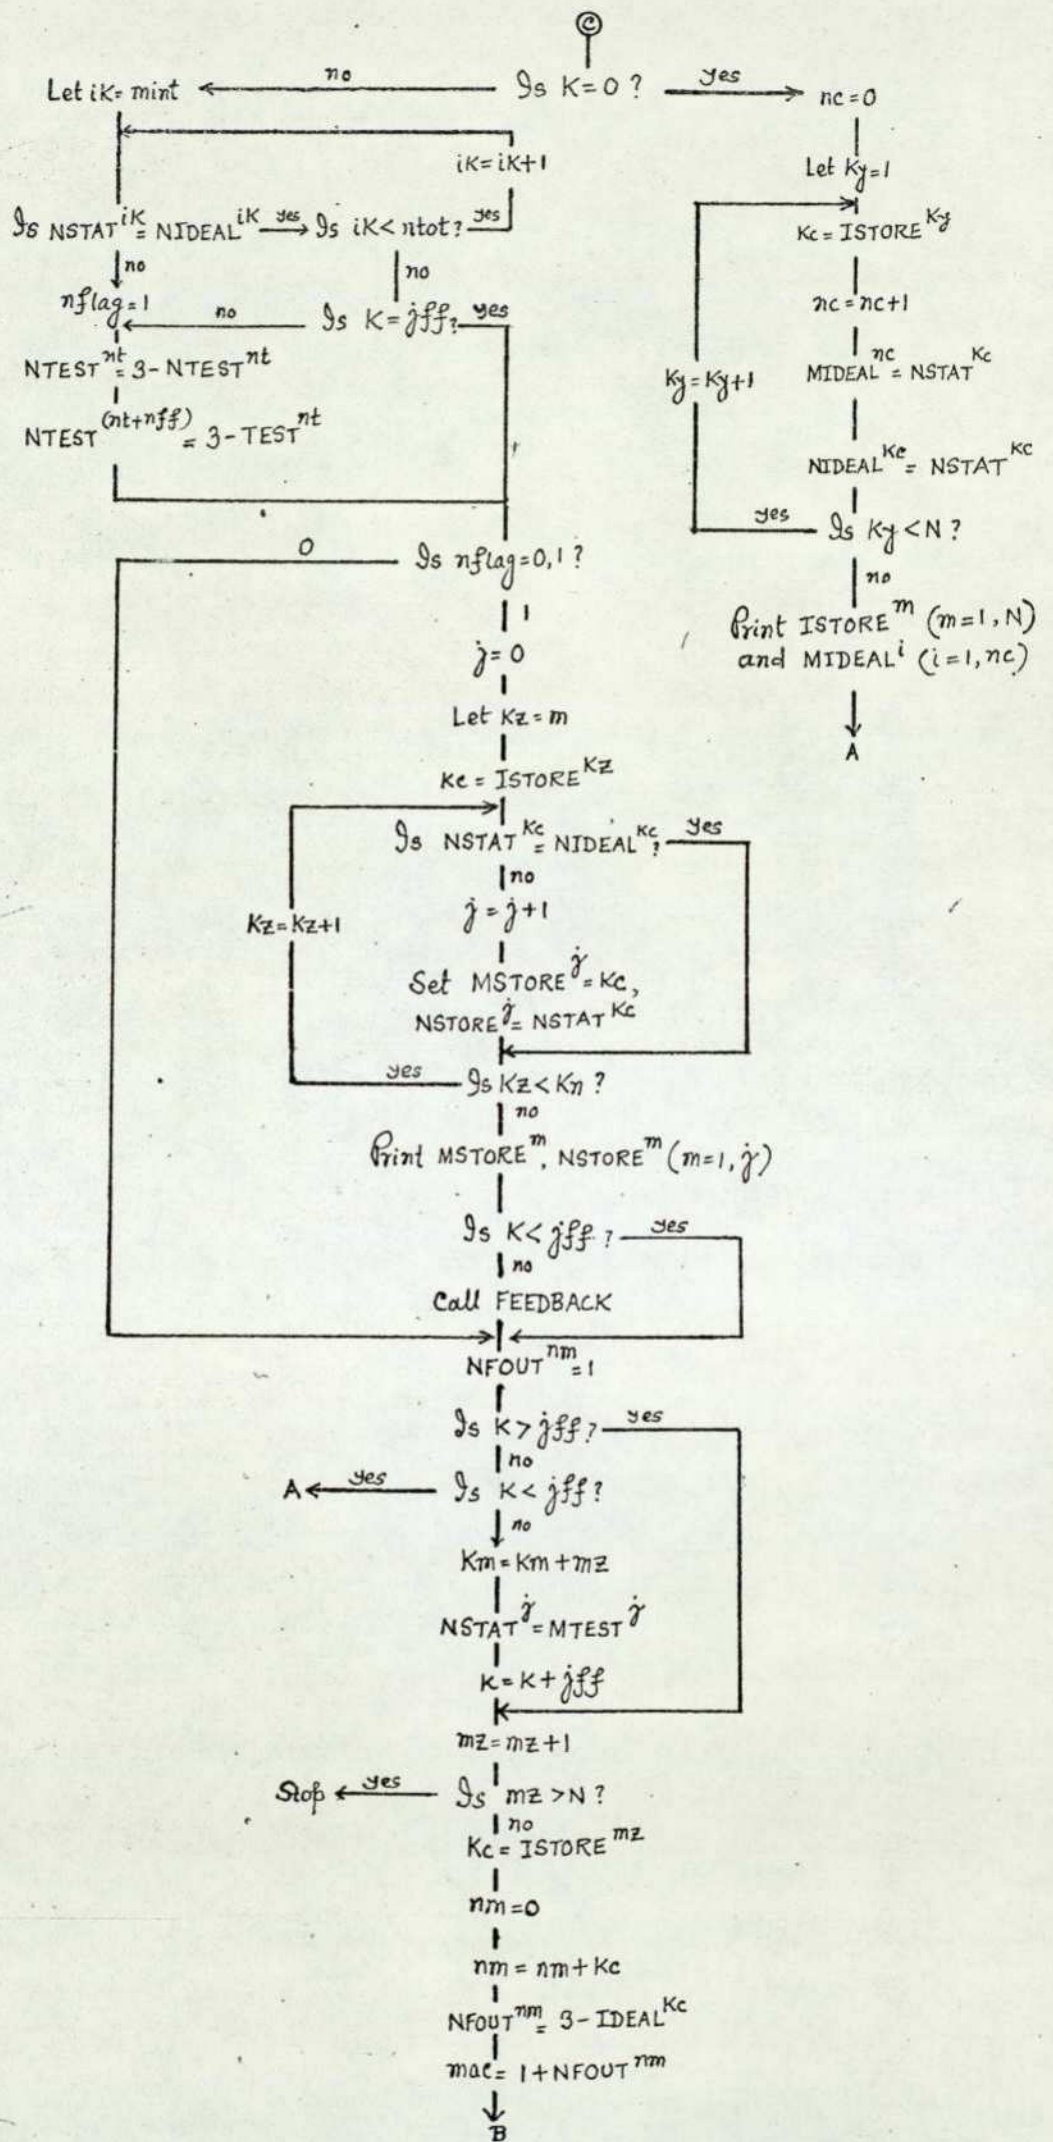 C
Is K=0 ?
no
yes
Let iK=mint
iK=iK+1
Is NSTAT^iK = NIDEAL^iK
yes
Is iK<ntot?
yes
no
no
nflag=1
no
Is K=jff?
yes
NTEST^nt = 3-NTEST^nt
NTEST^(nt+nff) = 3-TEST^nt
nc=0
Let Ky=1
Kc=ISTORE^Ky
nc=nc+1
Ky=Ky+1
MIDEAL^nc = NSTAT^Kc
NIDEAL^Kc = NSTAT^Kc
yes
Is Ky<N?
no
Print ISTORE^m (m=1,N)
and MIDEAL^i (i=1,nc)
A
0
Is nflag=0,1?
1
j=0
Let Kz=m
Kc=ISTORE^Kz
Is NSTAT^Kc = NIDEAL^Kc?
yes
no
Kz=Kz+1
j=j+1
Set MSTORE^j=Kc,
NSTORE^j=NSTAT^Kc
yes
Is Kz<Kn?
no
Print MSTORE^m, NSTORE^m (m=1,j)
Is K<jff?
yes
no
Call FEEDBACK
NFOUT^nm=1
Is K>jff?
yes
no
A
yes
Is K<jff?
no
Km=Km+mz
NSTAT^j=MTEST^j
K=K+jff
mz=mz+1
Stop
yes
Is mz>N?
no
Kc=ISTORE^mz
nm=0
nm=nm+Kc
NFOUT^nm=3-IDEAL^Kc
mac=1+NFOUT^nm
B